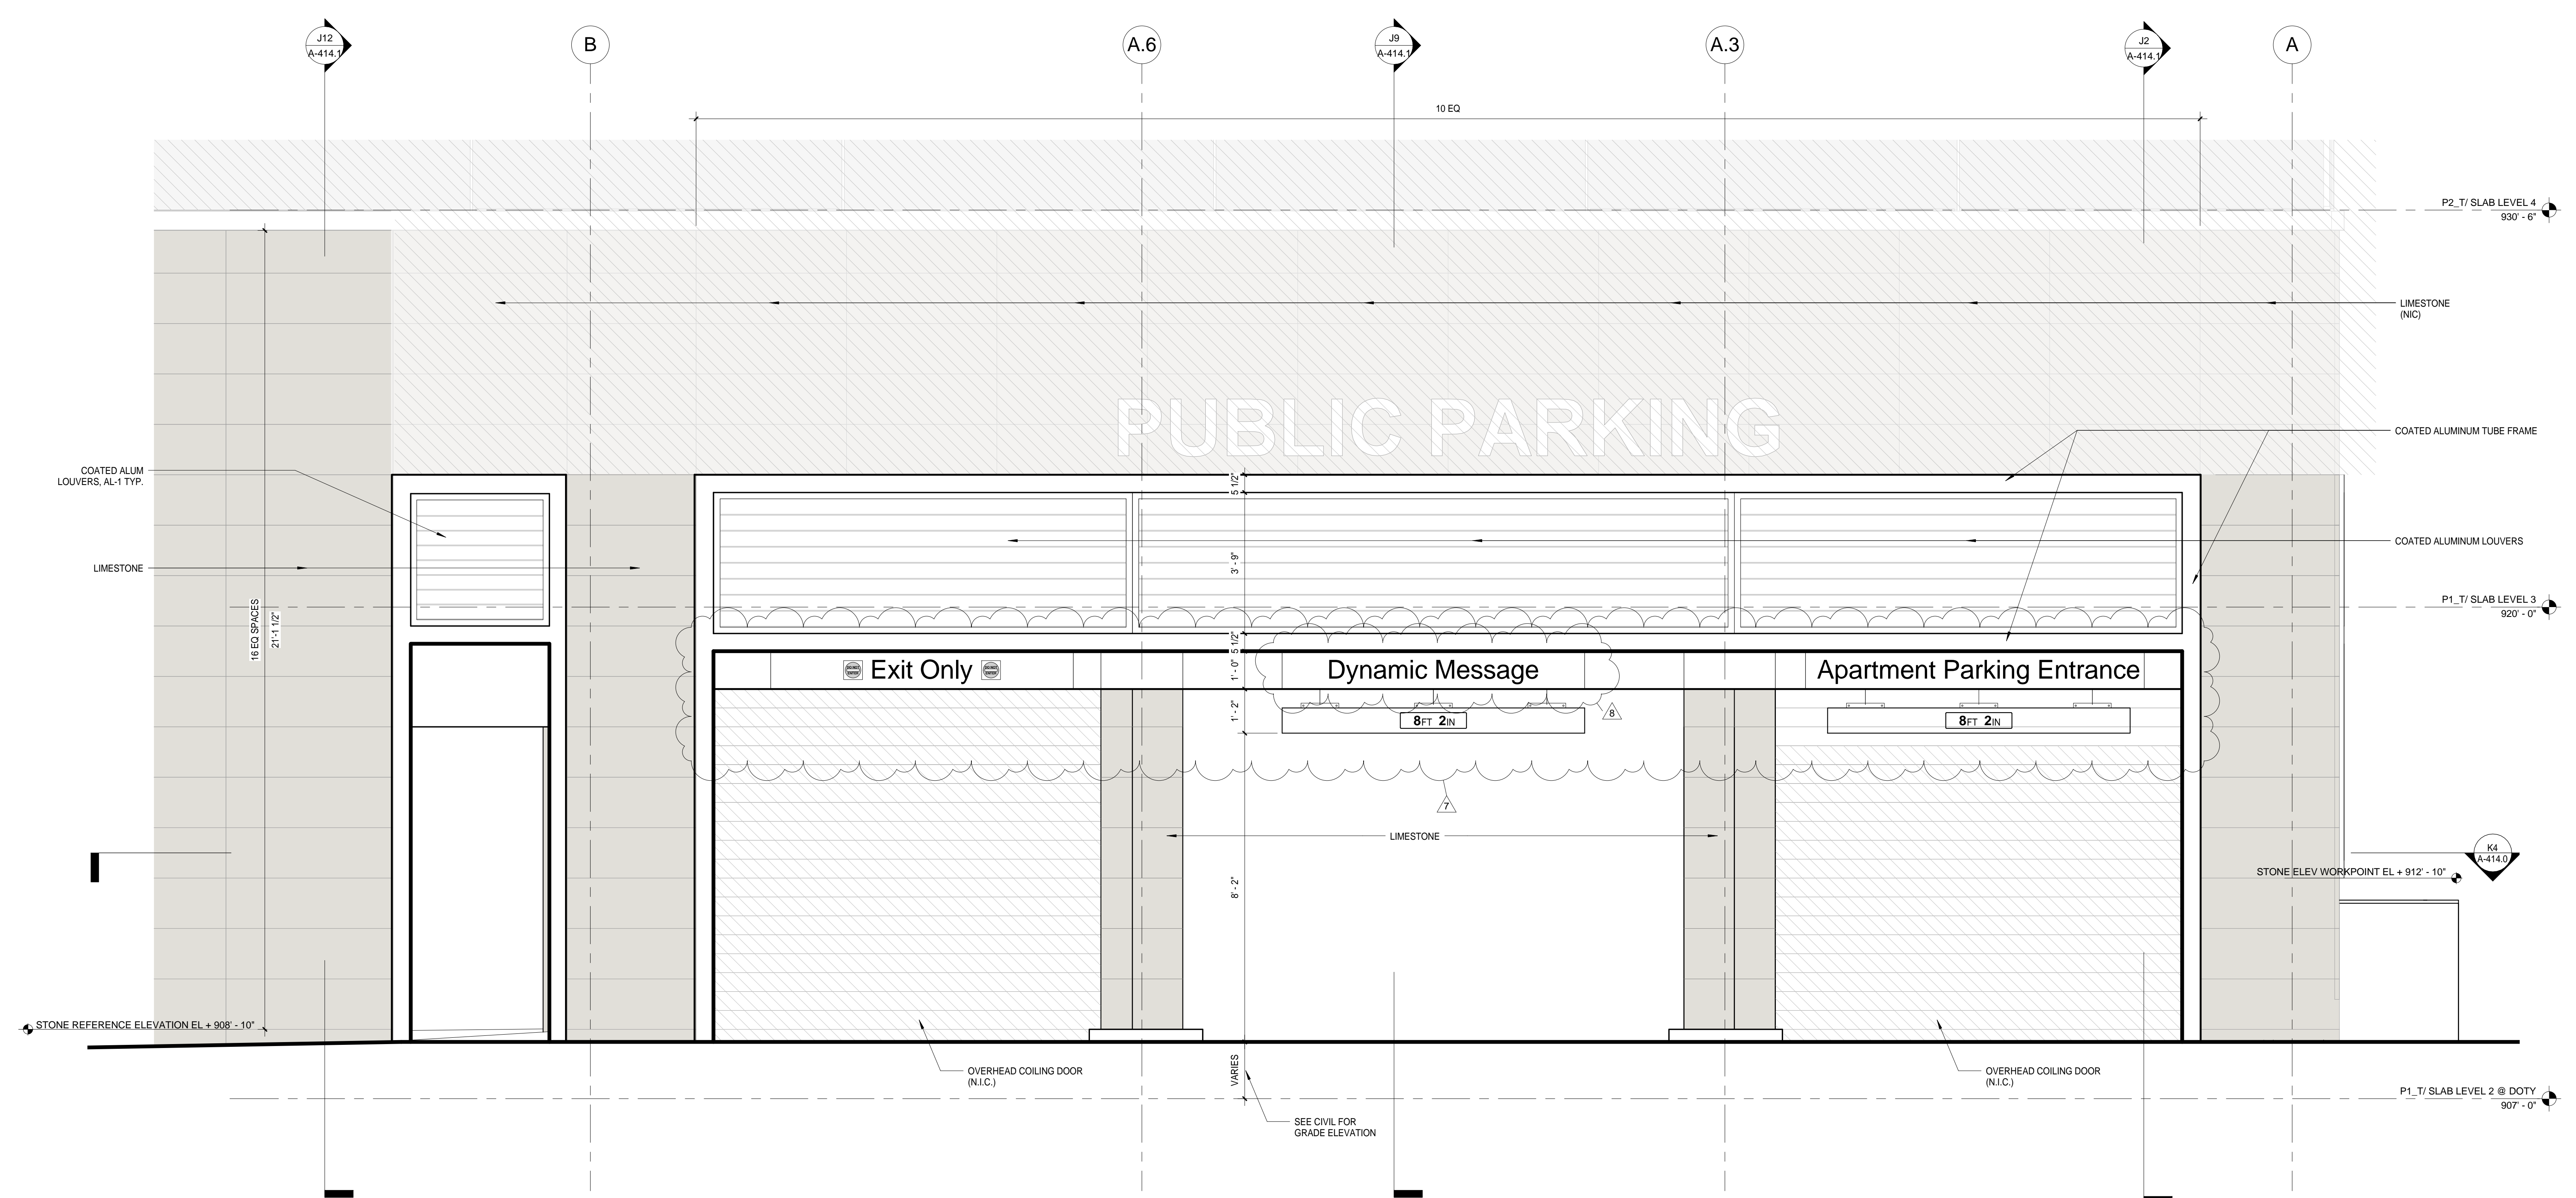 J12
A-414.1
B
A.6
J9
A-414.1
A.3
J2
A-414.1
A
10 EQ
P2_T/ SLAB LEVEL 4
930' - 6"
LIMESTONE
(NIC)
PUBLIC PARKING
COATED ALUMINUM TUBE FRAME
COATED ALUM
LOUVERS, AL-1 TYP.
5 1/2"
COATED ALUMINUM LOUVERS
3' - 9"
LIMESTONE
16 EQ SPACES
21'-1 1/2"
P1_T/ SLAB LEVEL 3
920' - 0"
5 1/2"
Exit Only
Dynamic Message
Apartment Parking Entrance
1' - 0"
1' - 2"
8FT 2IN
8
8FT 2IN
7
LIMESTONE
8' - 2"
K4
A-414.0
STONE ELEV WORKPOINT EL + 912' - 10"
STONE REFERENCE ELEVATION EL + 908' - 10"
OVERHEAD COILING DOOR
(N.I.C.)
VARIES
OVERHEAD COILING DOOR
(N.I.C.)
P1_T/ SLAB LEVEL 2 @ DOTY
907' - 0"
SEE CIVIL FOR
GRADE ELEVATION